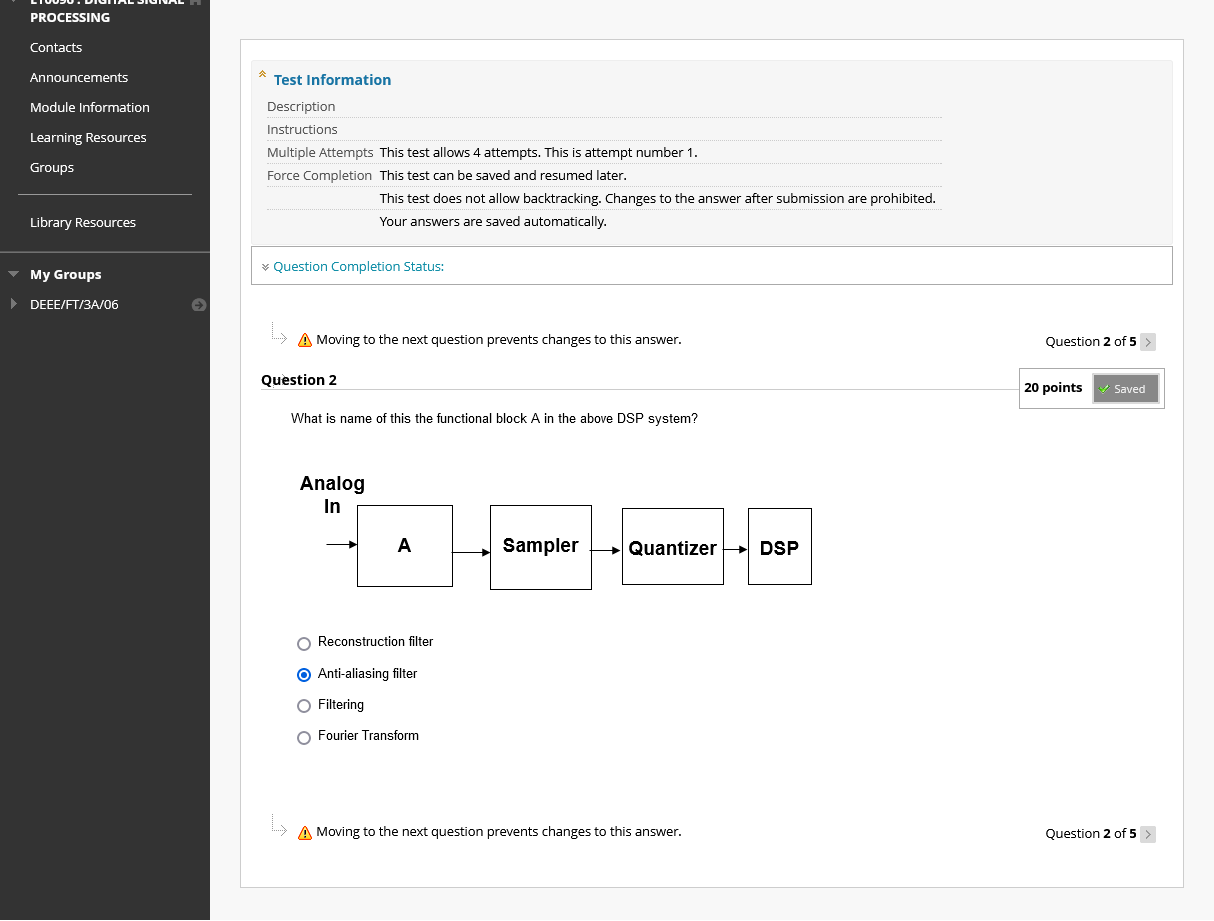 ET0096 : DIGITAL SIGNAL
PROCESSING
Contacts
Announcements
Module Information
Learning Resources
Groups
Library Resources
My Groups
DEEE/FT/3A/06
Test Information
Description
Instructions
Multiple Attempts This test allows 4 attempts. This is attempt number 1.
Force Completion This test can be saved and resumed later.
This test does not allow backtracking. Changes to the answer after submission are prohibited.
Your answers are saved automatically.
Question Completion Status:
Moving to the next question prevents changes to this answer.
Question 2 of 5
Question 2
20 points
Saved
What is name of this the functional block A in the above DSP system?
Analog
In
A
Sampler
Quantizer
DSP
Reconstruction filter
Anti-aliasing filter
Filtering
Fourier Transform
Moving to the next question prevents changes to this answer.
Question 2 of 5